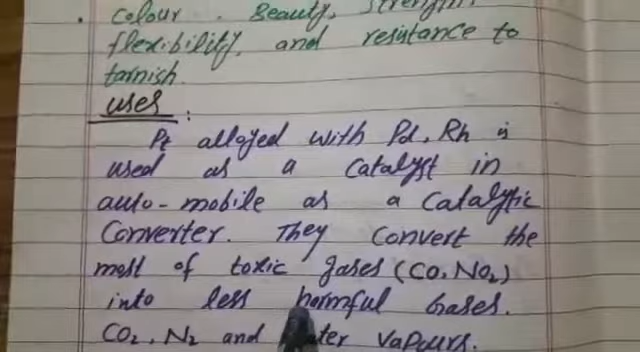 . Colour. Beauty, strength,
flexibility, and resistance to
tarnish.
uses:
Pt alloyed with Pd, Rh is
used as a catalyst in
auto-mobile as a Catalytic
Converter. They convert the
most of toxic gases (CO, NO2)
into less harmful Gases.
CO2, N2 and Water vapours.